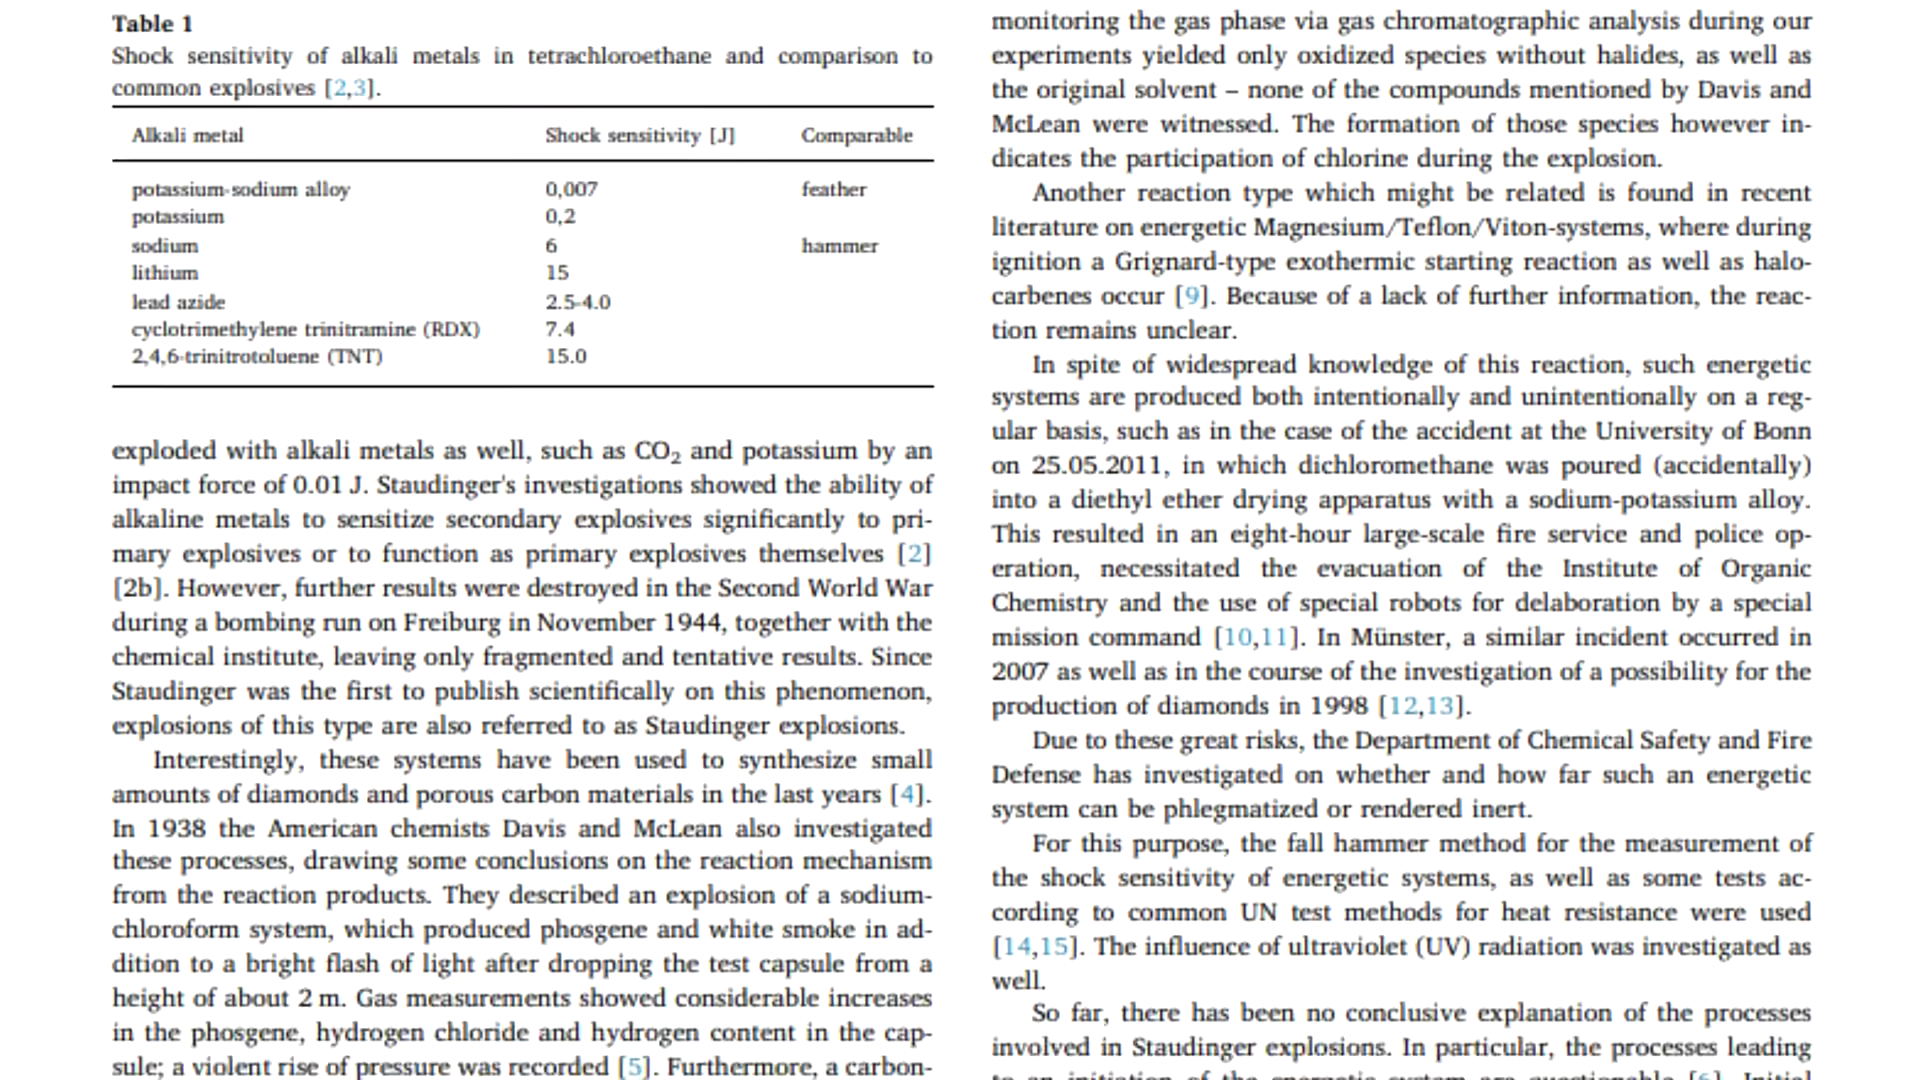 Table 1
Shock sensitivity of alkali metals in tetrachloroethane and comparison to
common explosives [2,3].
Alkali metal Shock sensitivity [J] Comparable
potassium-sodium alloy 0,007 feather
potassium 0,2
sodium 6 hammer
lithium 15
lead azide 2.5-4.0
cyclotrimethylene trinitramine (RDX) 7.4
2,4,6-trinitrotoluene (TNT) 15.0
exploded with alkali metals as well, such as CO₂ and potassium by an
impact force of 0.01 J. Staudinger's investigations showed the ability of
alkaline metals to sensitize secondary explosives significantly to pri-
mary explosives or to function as primary explosives themselves [2]
[2b]. However, further results were destroyed in the Second World War
during a bombing run on Freiburg in November 1944, together with the
chemical institute, leaving only fragmented and tentative results. Since
Staudinger was the first to publish scientifically on this phenomenon,
explosions of this type are also referred to as Staudinger explosions.
Interestingly, these systems have been used to synthesize small
amounts of diamonds and porous carbon materials in the last years [4].
In 1938 the American chemists Davis and McLean also investigated
these processes, drawing some conclusions on the reaction mechanism
from the reaction products. They described an explosion of a sodium-
chloroform system, which produced phosgene and white smoke in ad-
dition to a bright flash of light after dropping the test capsule from a
height of about 2 m. Gas measurements showed considerable increases
in the phosgene, hydrogen chloride and hydrogen content in the cap-
sule; a violent rise of pressure was recorded [5]. Furthermore, a carbon-
monitoring the gas phase via gas chromatographic analysis during our
experiments yielded only oxidized species without halides, as well as
the original solvent – none of the compounds mentioned by Davis and
McLean were witnessed. The formation of those species however in-
dicates the participation of chlorine during the explosion.
Another reaction type which might be related is found in recent
literature on energetic Magnesium/Teflon/Viton-systems, where during
ignition a Grignard-type exothermic starting reaction as well as halo-
carbenes occur [9]. Because of a lack of further information, the reac-
tion remains unclear.
In spite of widespread knowledge of this reaction, such energetic
systems are produced both intentionally and unintentionally on a reg-
ular basis, such as in the case of the accident at the University of Bonn
on 25.05.2011, in which dichloromethane was poured (accidentally)
into a diethyl ether drying apparatus with a sodium-potassium alloy.
This resulted in an eight-hour large-scale fire service and police op-
eration, necessitated the evacuation of the Institute of Organic
Chemistry and the use of special robots for delaboration by a special
mission command [10,11]. In Münster, a similar incident occurred in
2007 as well as in the course of the investigation of a possibility for the
production of diamonds in 1998 [12,13].
Due to these great risks, the Department of Chemical Safety and Fire
Defense has investigated on whether and how far such an energetic
system can be phlegmatized or rendered inert.
For this purpose, the fall hammer method for the measurement of
the shock sensitivity of energetic systems, as well as some tests ac-
cording to common UN test methods for heat resistance were used
[14,15]. The influence of ultraviolet (UV) radiation was investigated as
well.
So far, there has been no conclusive explanation of the processes
involved in Staudinger explosions. In particular, the processes leading
to an initiation of the energetic system are questionable [6]. Initial